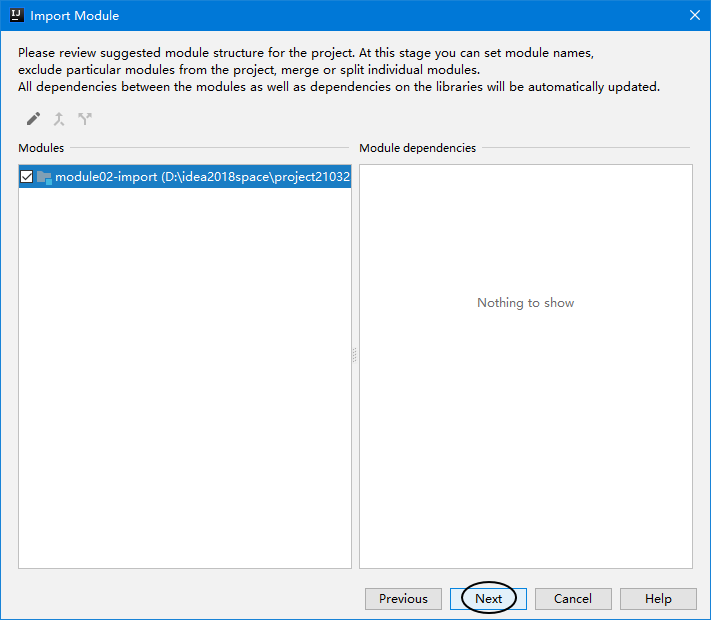 Import Module
Please review suggested module structure for the project. At this stage you can set module names,
exclude particular modules from the project, merge or split individual modules.
All dependencies between the modules as well as dependencies on the libraries will be automatically updated.
Modules
Module dependencies
module02-import (D:\idea2018space\project21032
Nothing to show
Previous
Next
Cancel
Help